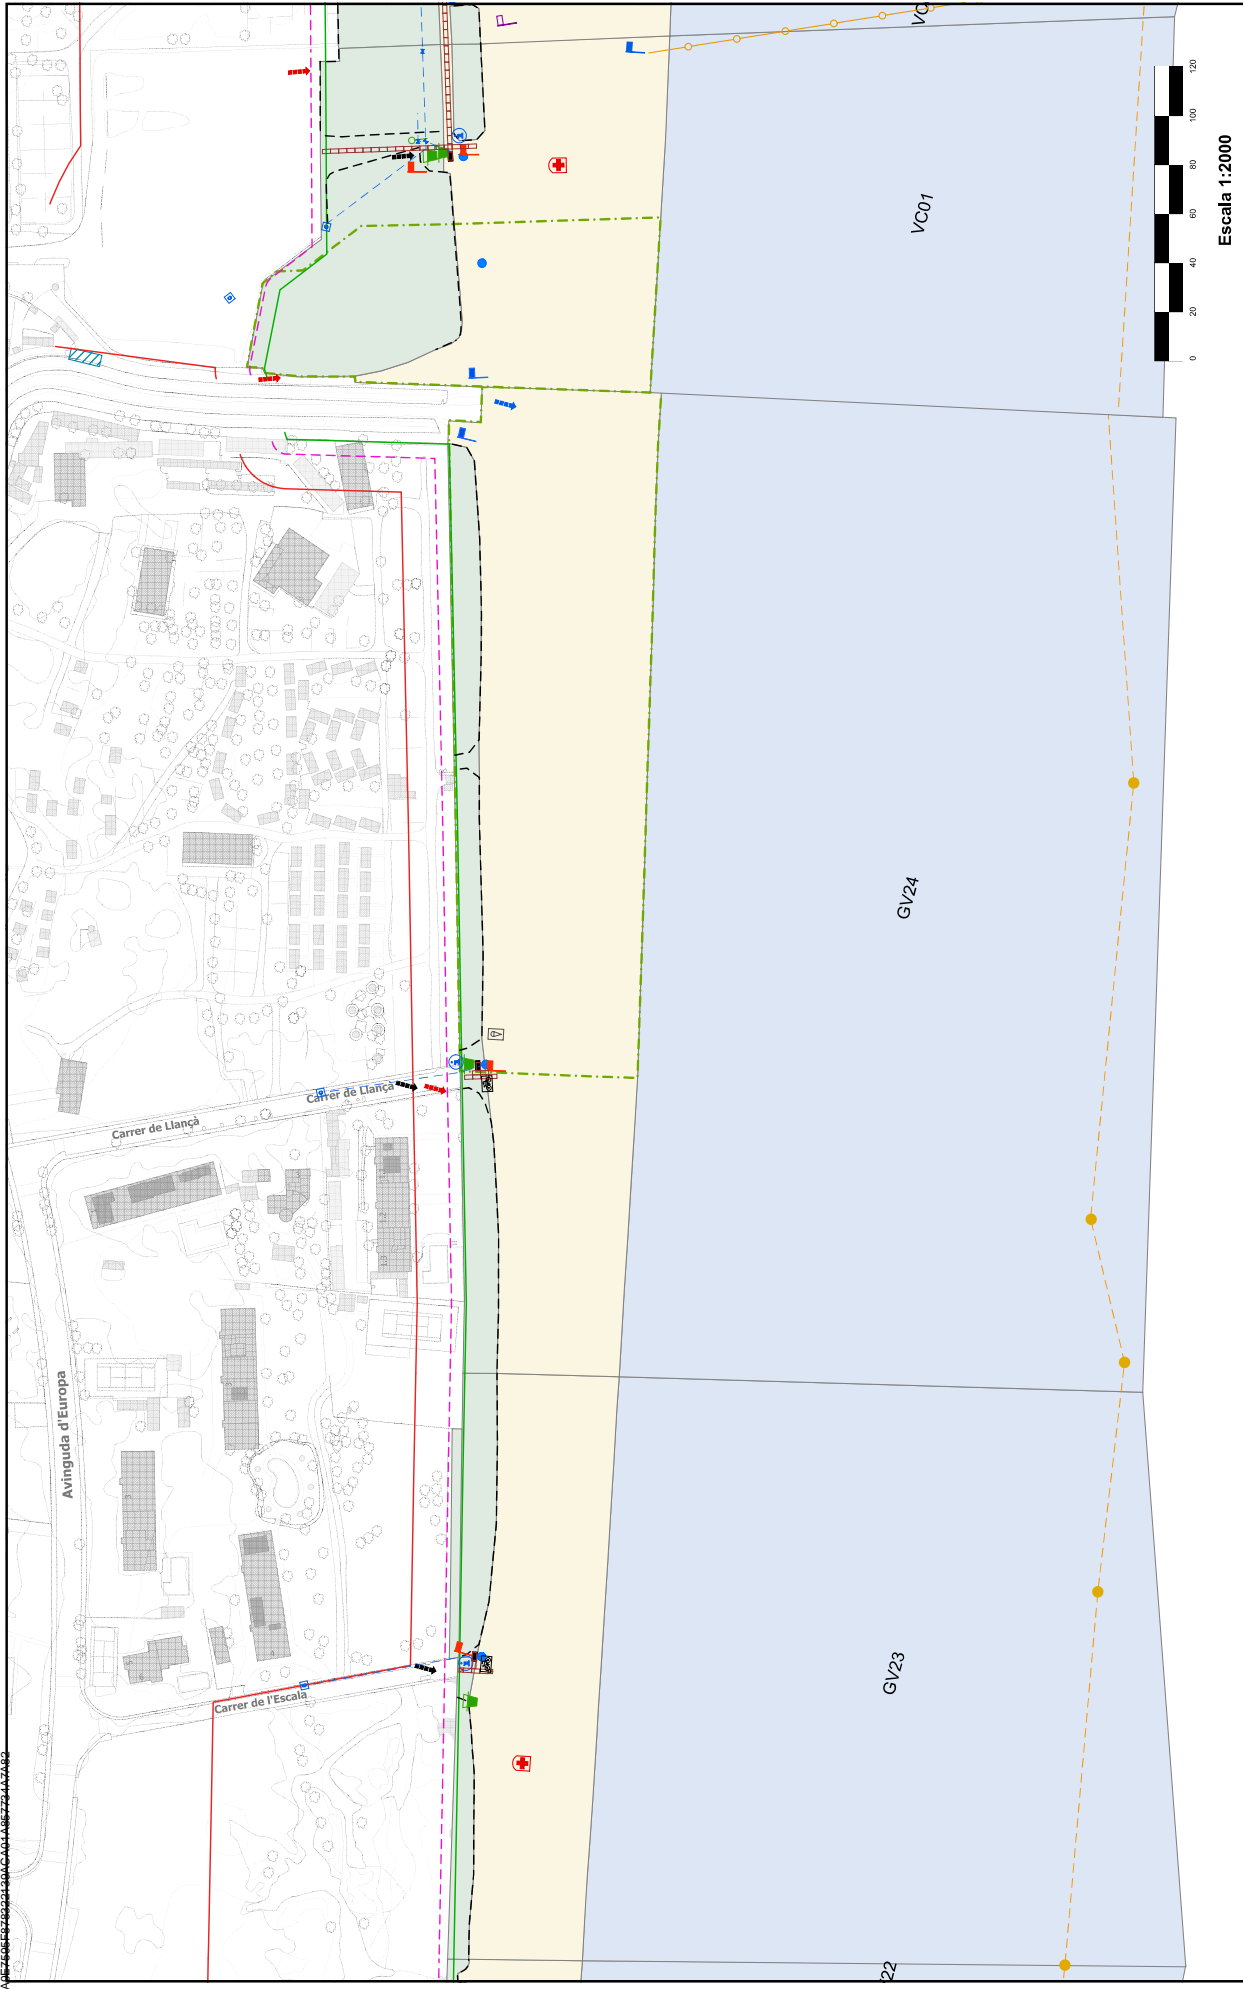 VC01
120
100
80
60
40
20
0
Escala 1:2000
GV24
Carrer de Llançà
Carrer de Llançà
Avinguda d'Europa
GV23
Carrer de l'Escala